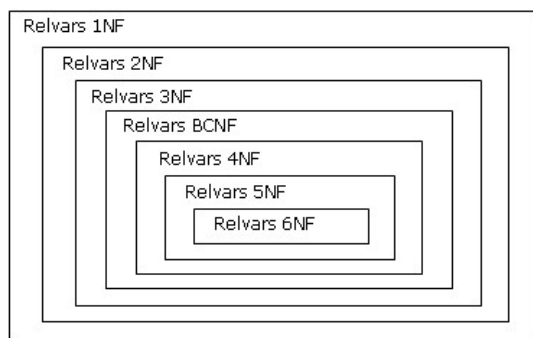 Relvars 1NF
Relvars 2NF
Relvars 3NF
Relvars BCNF
Relvars 4NF
Relvars 5NF
Relvars 6NF